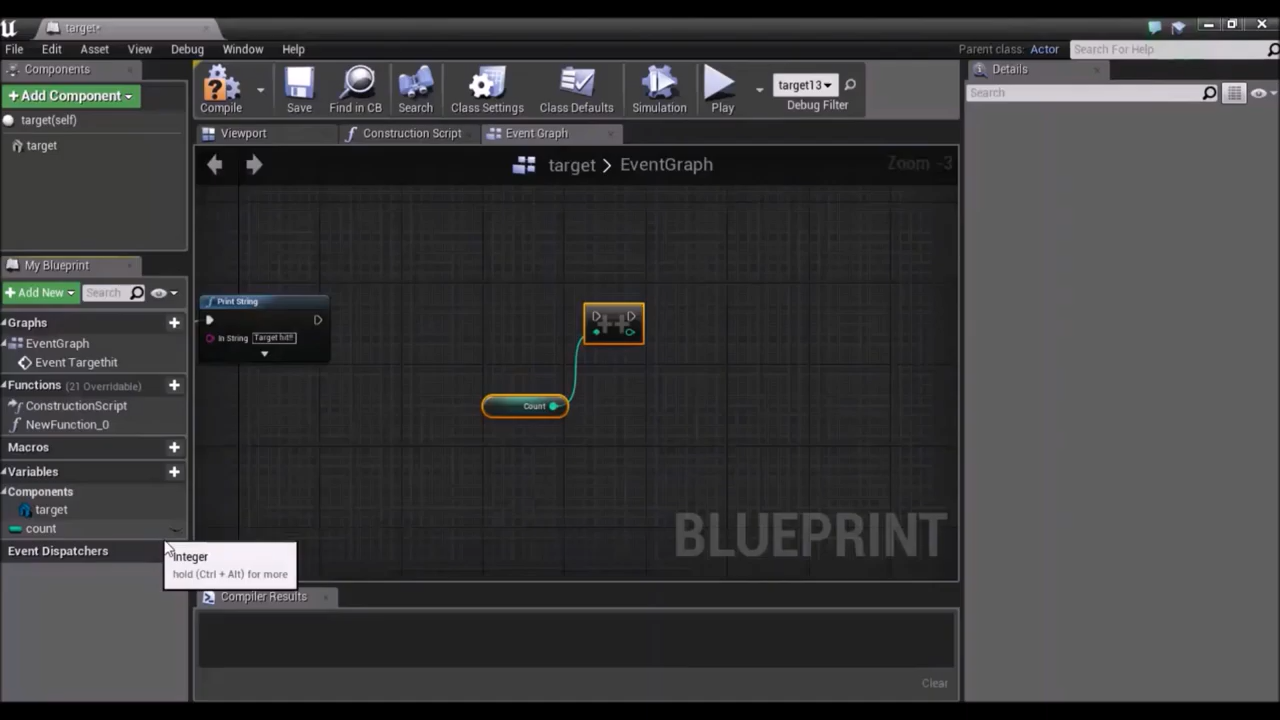 target*
File Edit Asset View Debug Window Help
Parent class: Actor
Search For Help
Components
+Add Component
target(self)
target
Compile
Save
Find in CB
Search
Class Settings
Class Defaults
Simulation
Play
target13
Debug Filter
Details
Search
Viewport
Construction Script
Event Graph
target > EventGraph
Zoom -3
My Blueprint
+Add New
Search
Graphs
EventGraph
Event Targethit
Functions (21 Overridable)
ConstructionScript
NewFunction_0
Macros
Variables
Components
target
count
Event Dispatchers
Print String
In String Target hit!!
++
Count
BLUEPRINT
Integer
hold (Ctrl + Alt) for more
Compiler Results
Clear